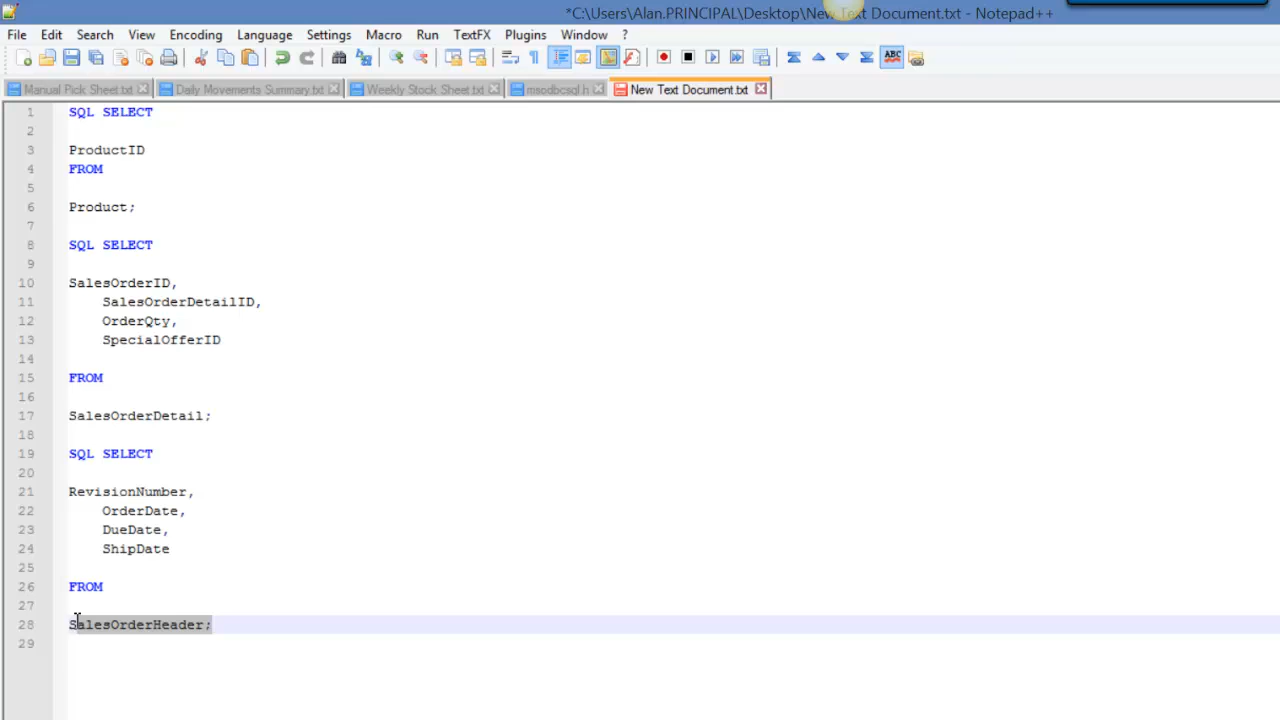 *C:\Users\Alan.PRINCIPAL\Desktop\New Text Document.txt - Notepad++
File Edit Search View Encoding Language Settings Macro Run TextFX Plugins Window ?
ABC
Manual Pick Sheet.txt Daily Movements Summary.txt Weekly Stock Sheet.txt msodbcsql.h New Text Document.txt
1 SQL SELECT
2
3 ProductID
4 FROM
5
6 Product;
7
8 SQL SELECT
9
10 SalesOrderID,
11 SalesOrderDetailID,
12 OrderQty,
13 SpecialOfferID
14
15 FROM
16
17 SalesOrderDetail;
18
19 SQL SELECT
20
21 RevisionNumber,
22 OrderDate,
23 DueDate,
24 ShipDate
25
26 FROM
27
28 SalesOrderHeader;
29